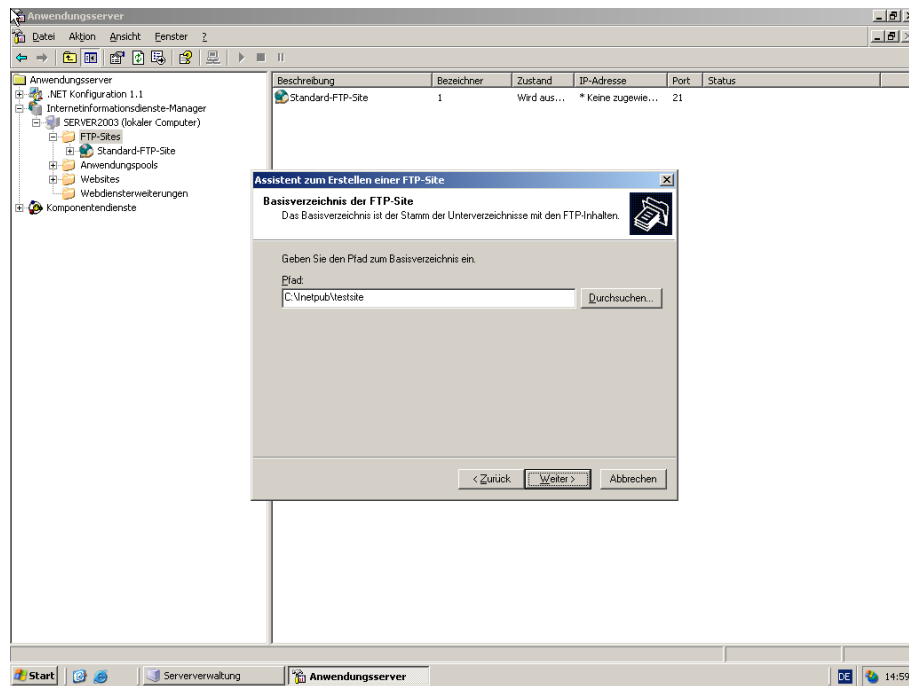 Anwendungsserver
Datei Aktion Ansicht Fenster ?
Anwendungsserver
.NET Konfiguration 1.1
Internetinformationsdienste-Manager
SERVER2003 (lokaler Computer)
FTP-Sites
Standard-FTP-Site
Anwendungspools
Websites
Webdiensterweiterungen
Komponentendienste
Beschreibung Bezeichner Zustand IP-Adresse Port Status
Standard-FTP-Site 1 Wird aus... * Keine zugewie... 21
Assistent zum Erstellen einer FTP-Site
Basisverzeichnis der FTP-Site
Das Basisverzeichnis ist der Stamm der Unterverzeichnisse mit den FTP-Inhalten.
Geben Sie den Pfad zum Basisverzeichnis ein.
Pfad:
C:\Inetpub\testsite
Durchsuchen...
< Zurück Weiter > Abbrechen
Start Serververwaltung Anwendungsserver DE 14:59